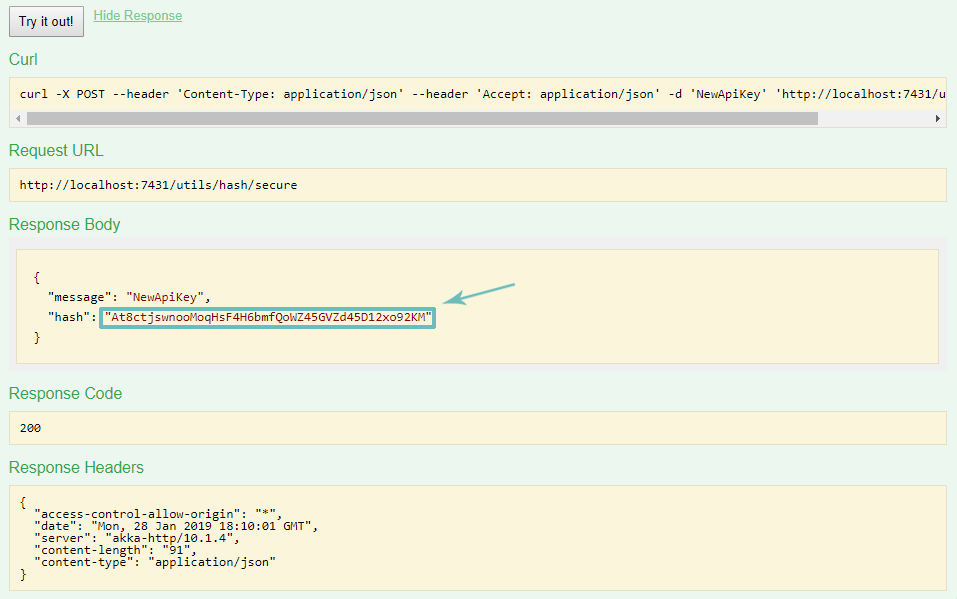 Try it out!
Hide Response
Curl
curl -X POST --header 'Content-Type: application/json' --header 'Accept: application/json' -d 'NewApiKey' 'http://localhost:7431/u
Request URL
http://localhost:7431/utils/hash/secure
Response Body
{
"message": "NewApiKey",
"hash": "At8ctjswnooMoqHsF4H6bmfQoWZ45GVZd45D12xo92KM"
}
Response Code
200
Response Headers
{
"access-control-allow-origin": "*",
"date": "Mon, 28 Jan 2019 18:10:01 GMT",
"server": "akka-http/10.1.4",
"content-length": "91",
"content-type": "application/json"
}